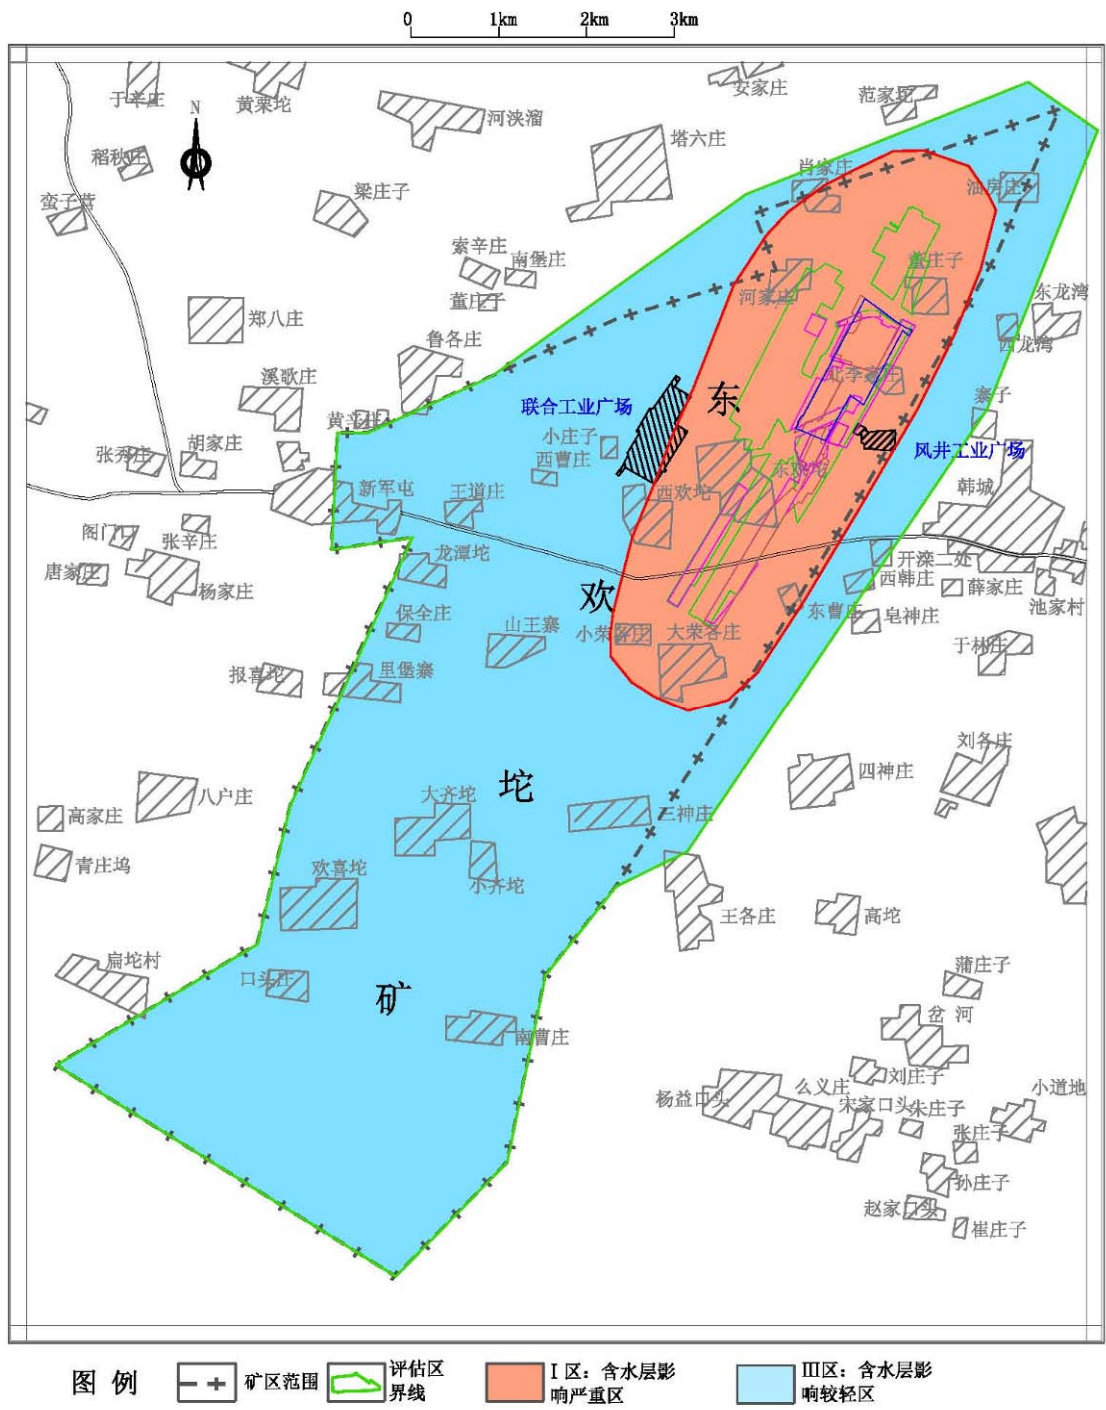 0 1km 2km 3km
于辛庄
黄栗坨
河浃溜
安家庄
范家坨
N
塔六庄
稻秋庄
肖家庄
油房庄
蛮子营
梁庄子
索辛庄
南堡庄
董庄子
董庄子
河家庄
东龙湾
郑八庄
西龙湾
鲁各庄
溪歌庄
北李家庄
东
寨子
联合工业广场
黄辛庄
小庄子
风井工业广场
张秀庄
胡家庄
西曹庄
东欢坨
韩城
新军屯
王道庄
西欢坨
阁门口
张辛庄
龙潭坨
开滦二处
唐家庄
杨家庄
西韩庄
薛家庄
池家村
欢
保全庄
东曹庄
皂神庄
山王寨
小荣各庄
大荣各庄
于林庄
报喜坨
里堡寨
刘各庄
四神庄
坨
八户庄
大齐坨
高家庄
三神庄
青庄坞
欢喜坨
小齐坨
王各庄
高坨
扁坨村
蒲庄子
口头庄
矿
岔 河
南曹庄
刘庄子
么义庄
小道地
杨益口头
宋家口头
朱庄子
张庄子
孙庄子
赵家口头
崔庄子
图 例
矿区范围
评估区
界线
I 区：含水层影
响严重区
III区：含水层影
响较轻区